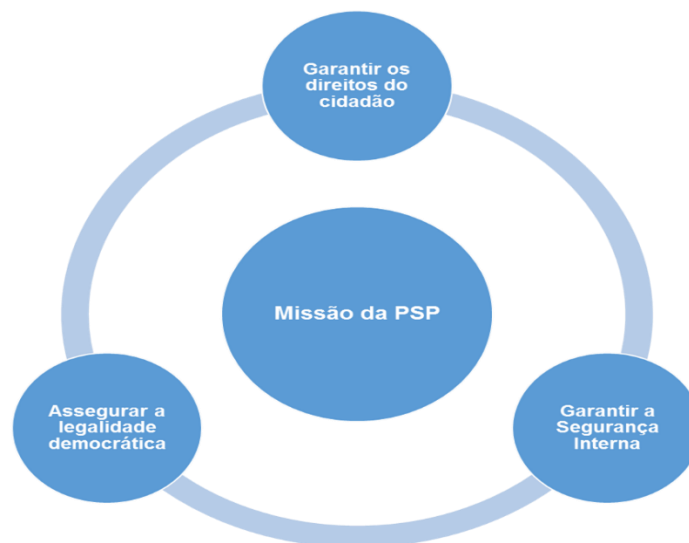 Garantir os
direitos do
cidadão
Missão da PSP
Assegurar a
legalidade
democrática
Garantir a
Segurança
Interna